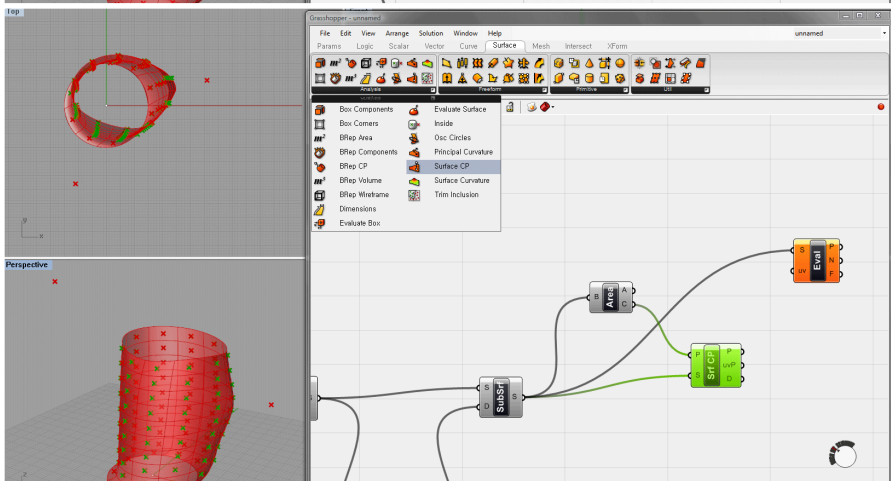 Top
y
x
Perspective
z
Grasshopper - unnamed
File Edit View Arrange Solution Window Help
unnamed
Params Logic Scalar Vector Curve Surface Mesh Intersect XForm
Analysis Freeform Primitive Util
Box Components Evaluate Surface
Box Corners Inside
BRep Area Osc Circles
BRep Components Principal Curvature
BRep CP Surface CP
BRep Volume Surface Curvature
BRep Wireframe Trim Inclusion
Dimensions
Evaluate Box
S Eval P
N
uv F
B Area A
C
P Srf CP P
uvP
S D
S SubSrf S
D